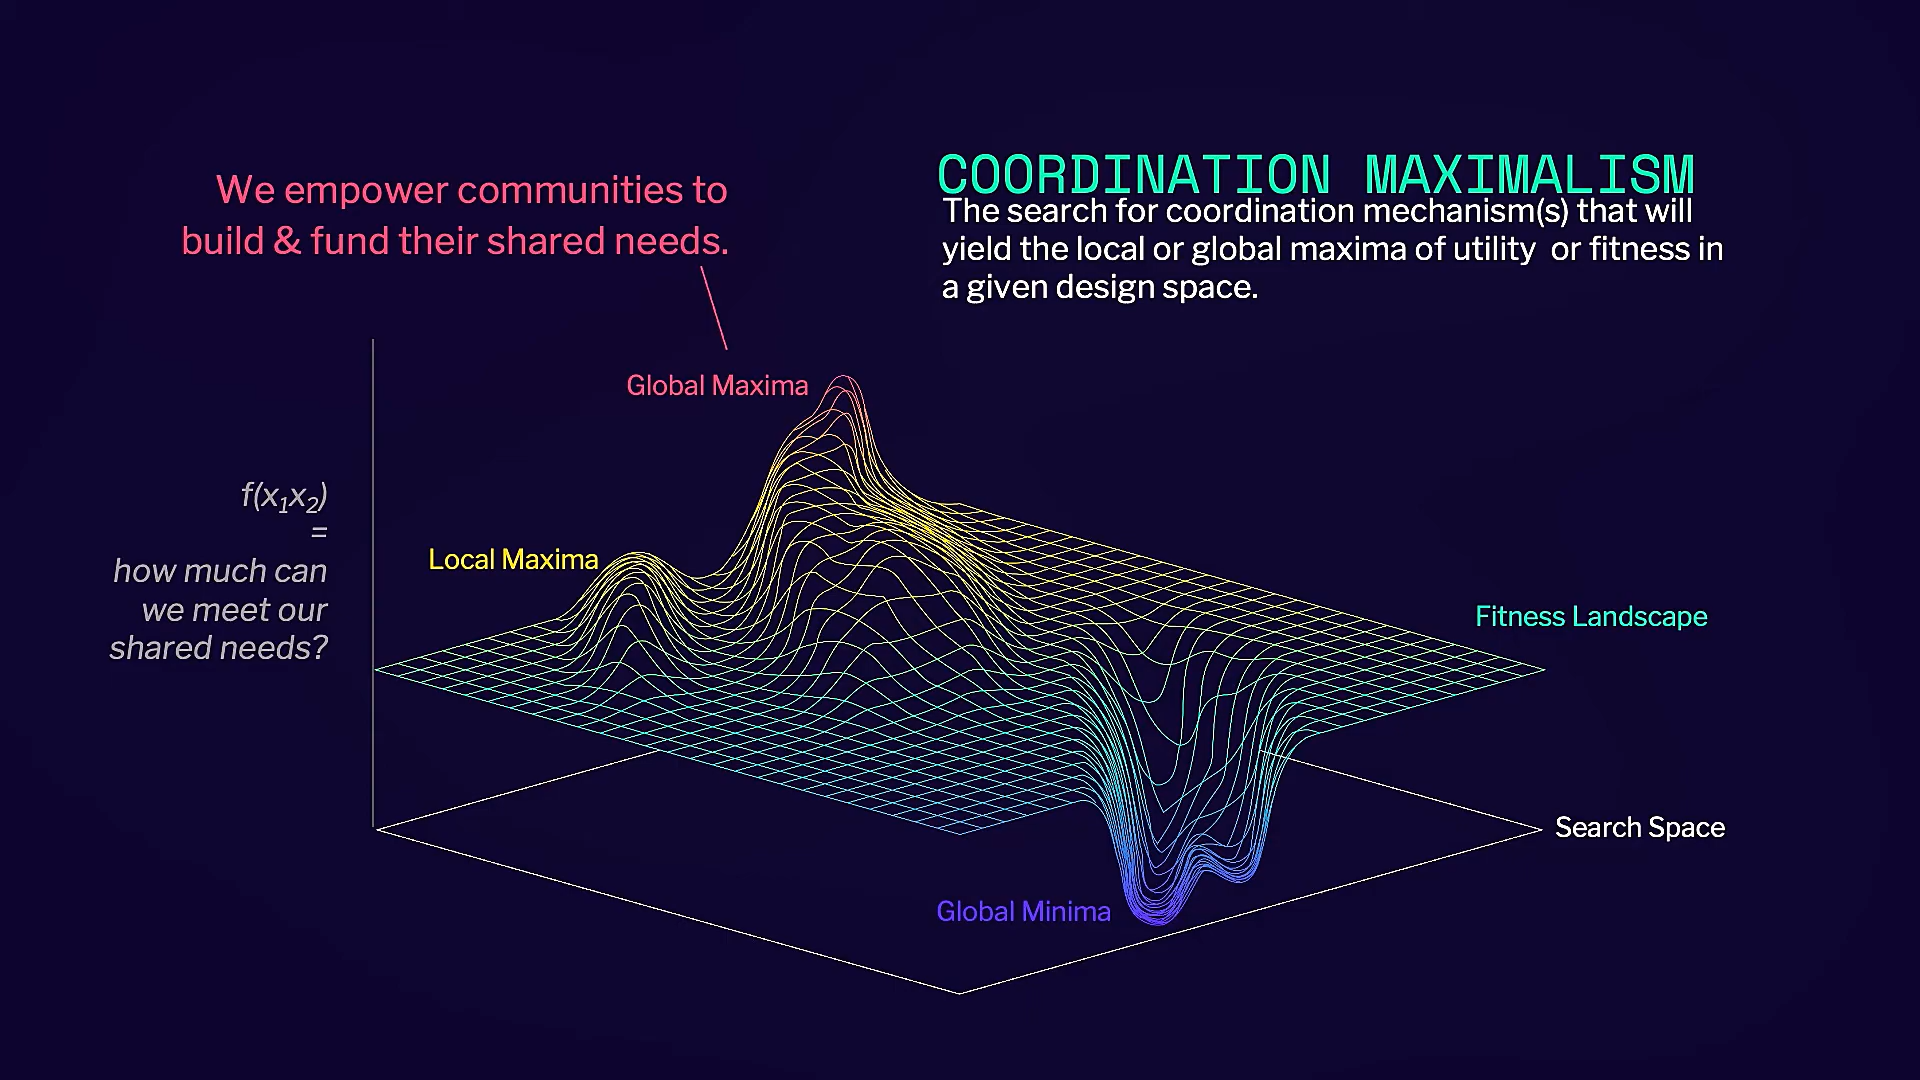 We empower communities to
build & fund their shared needs.
COORDINATION MAXIMALISM
The search for coordination mechanism(s) that will
yield the local or global maxima of utility  or fitness in
a given design space.
Global Maxima
f(x₁x₂)
=
how much can
we meet our
shared needs?
Local Maxima
Fitness Landscape
Search Space
Global Minima